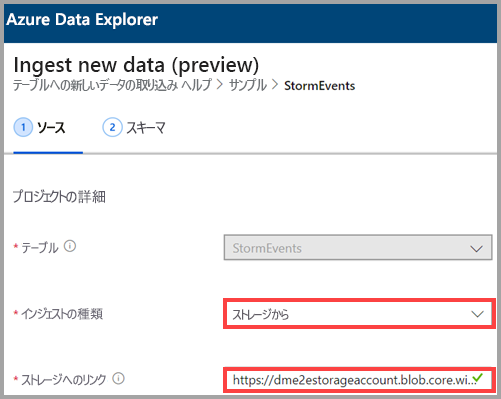 Azure Data Explorer
Ingest new data (preview)
テーブルへの新しいデータの取り込み ヘルプ > サンプル > StormEvents
1 ソース 2 スキーマ
プロジェクトの詳細
* テーブル StormEvents
* インジェストの種類 ストレージから
* ストレージへのリンク https://dme2estorageaccount.blob.core.wi...